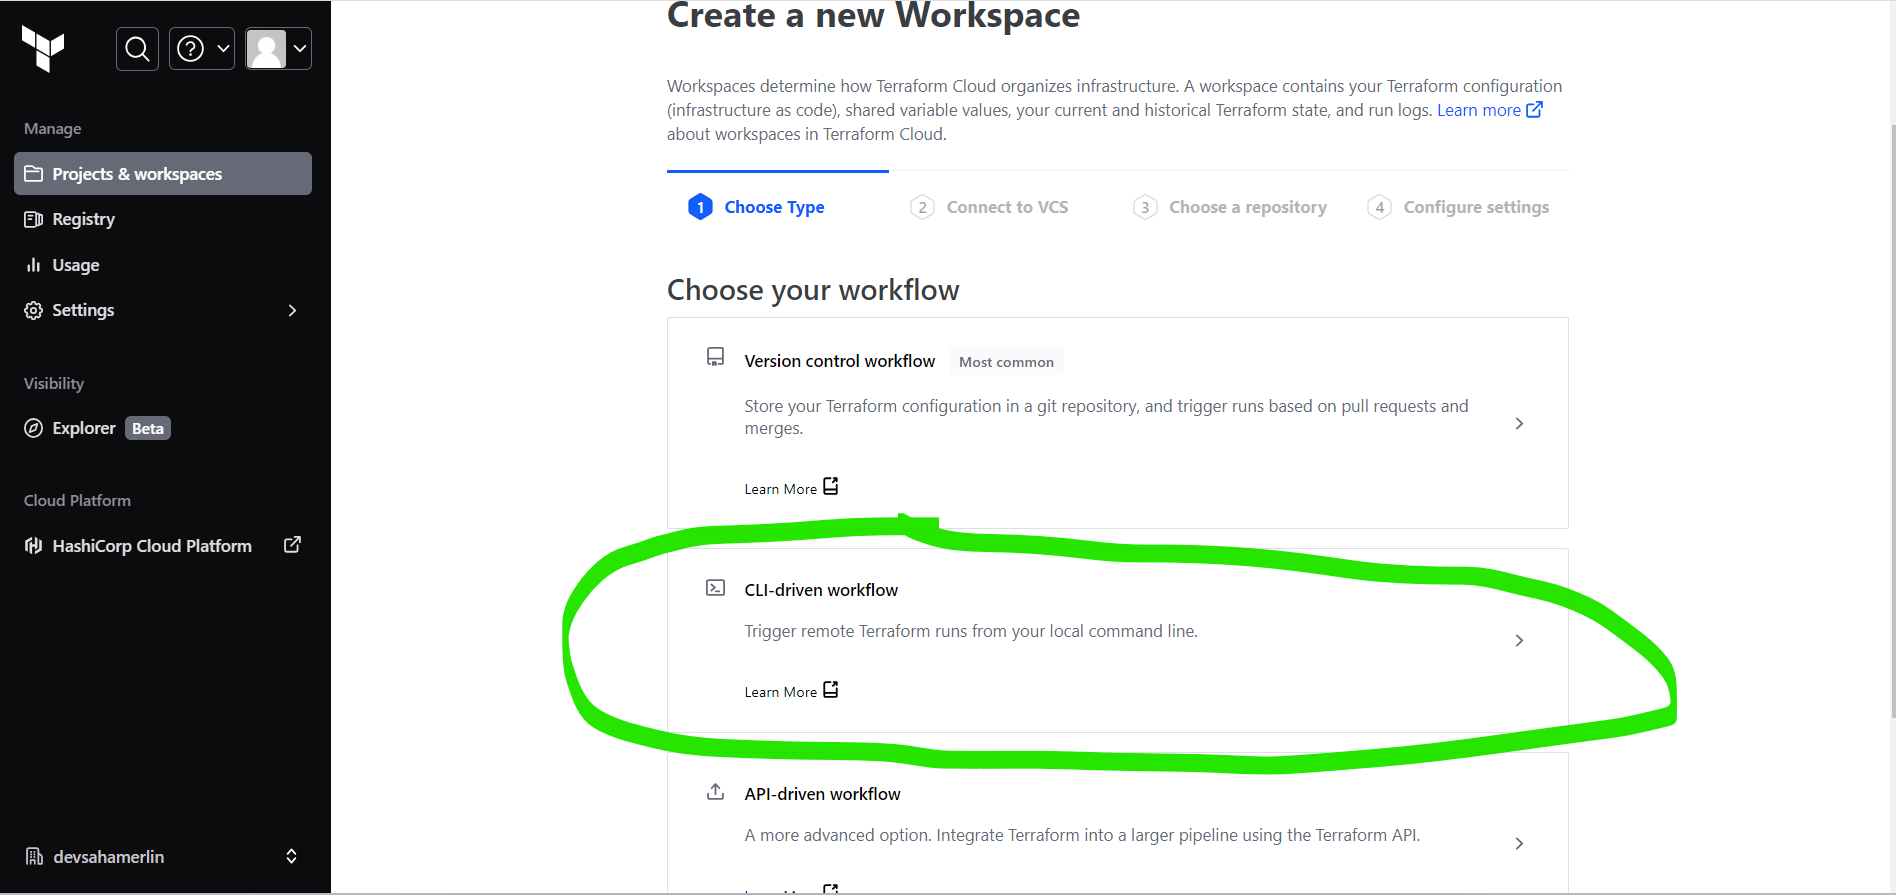 Manage
Projects & workspaces
Registry
Usage
Settings
Visibility
Explorer Beta
Cloud Platform
HashiCorp Cloud Platform
devsahamerlin
Create a new Workspace
Workspaces determine how Terraform Cloud organizes infrastructure. A workspace contains your Terraform configuration
(infrastructure as code), shared variable values, your current and historical Terraform state, and run logs. Learn more
about workspaces in Terraform Cloud.
1 Choose Type
2 Connect to VCS
3 Choose a repository
4 Configure settings
Choose your workflow
Version control workflow Most common
Store your Terraform configuration in a git repository, and trigger runs based on pull requests and
merges.
Learn More
CLI-driven workflow
Trigger remote Terraform runs from your local command line.
Learn More
API-driven workflow
A more advanced option. Integrate Terraform into a larger pipeline using the Terraform API.